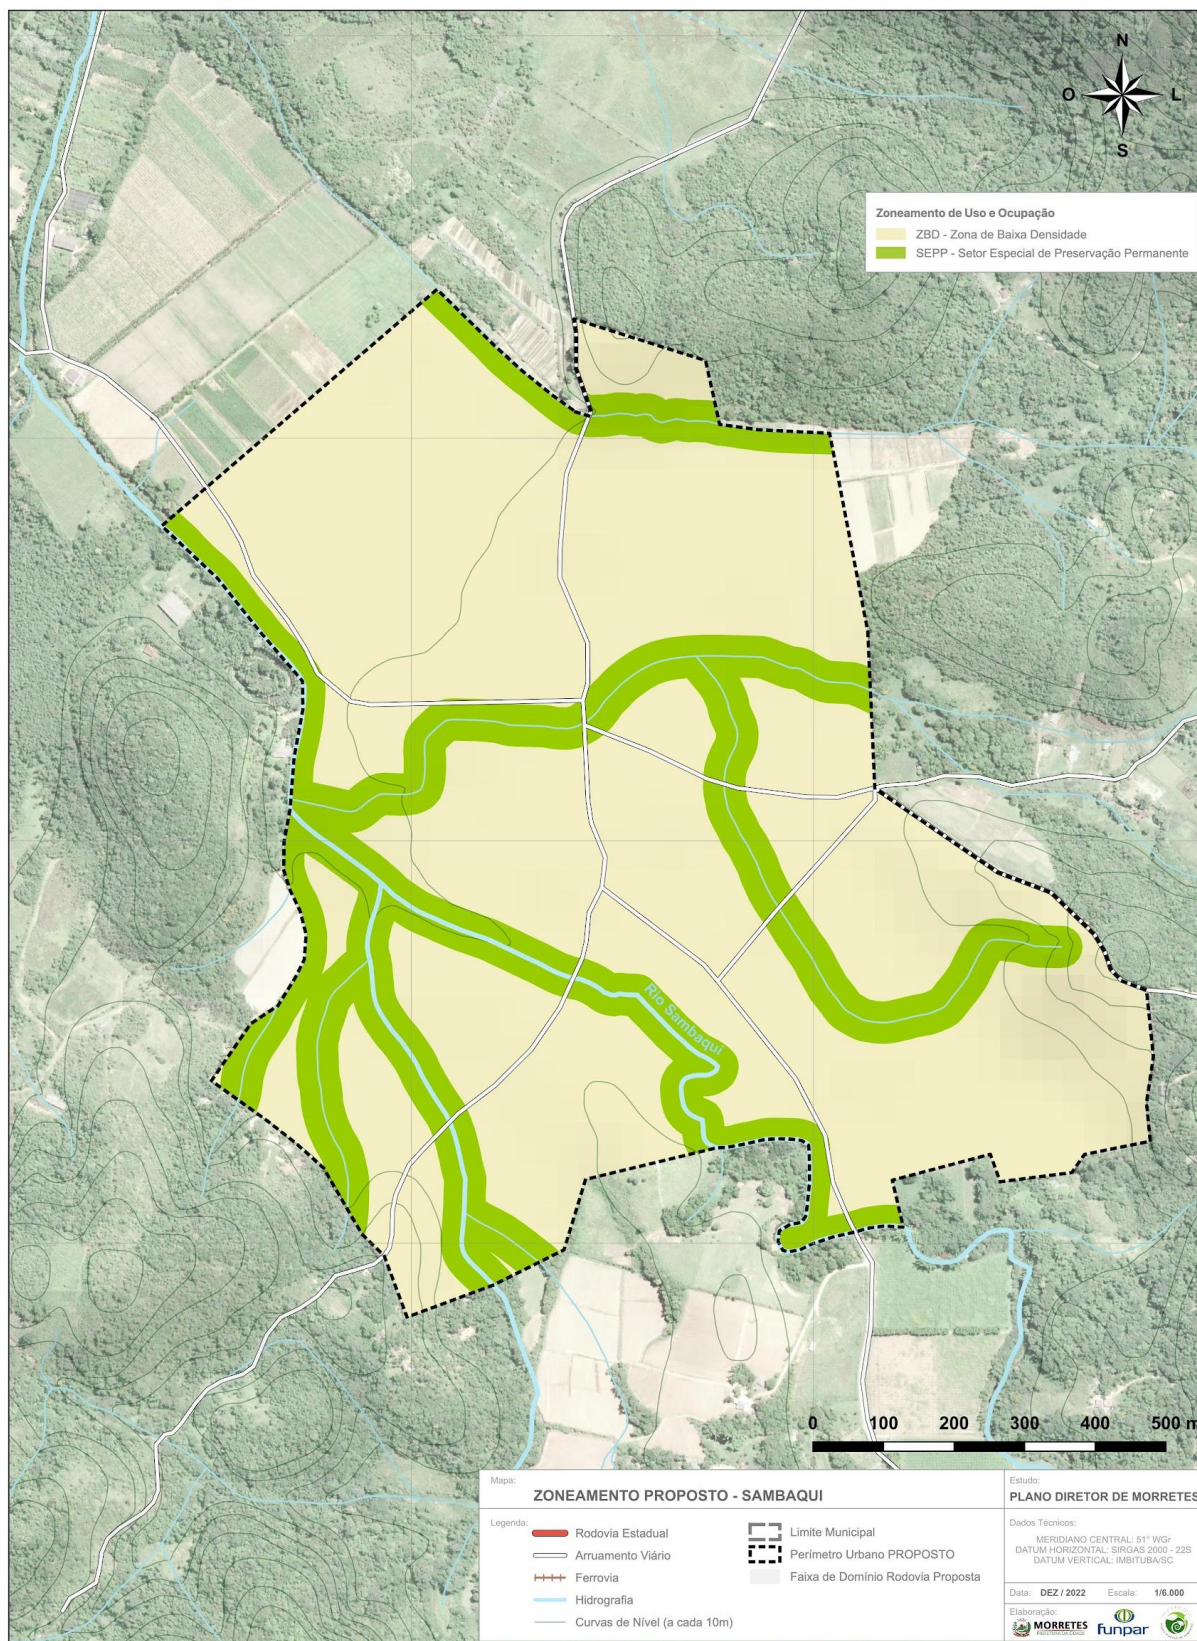 N
O
L
S
Zoneamento de Uso e Ocupação
ZBD - Zona de Baixa Densidade
SEPP - Setor Especial de Preservação Permanente
Rio Sambaqui
0 100 200 300 400 500 m
Mapa:
ZONEAMENTO PROPOSTO - SAMBAQUI
Legenda:
Rodovia Estadual
Arruamento Viário
Ferrovia
Hidrografia
Curvas de Nível (a cada 10m)
Limite Municipal
Perímetro Urbano PROPOSTO
Faixa de Domínio Rodovia Proposta
Estudo:
PLANO DIRETOR DE MORRETES
Dados Técnicos:
MERIDIANO CENTRAL: 51° WGr
DATUM HORIZONTAL: SIRGAS 2000 - 22S
DATUM VERTICAL: IMBITUBA/SC
Data: DEZ / 2022 Escala: 1/6.000
Elaboração:
MORRETES
PREFEITURA DA CIDADE
funpar